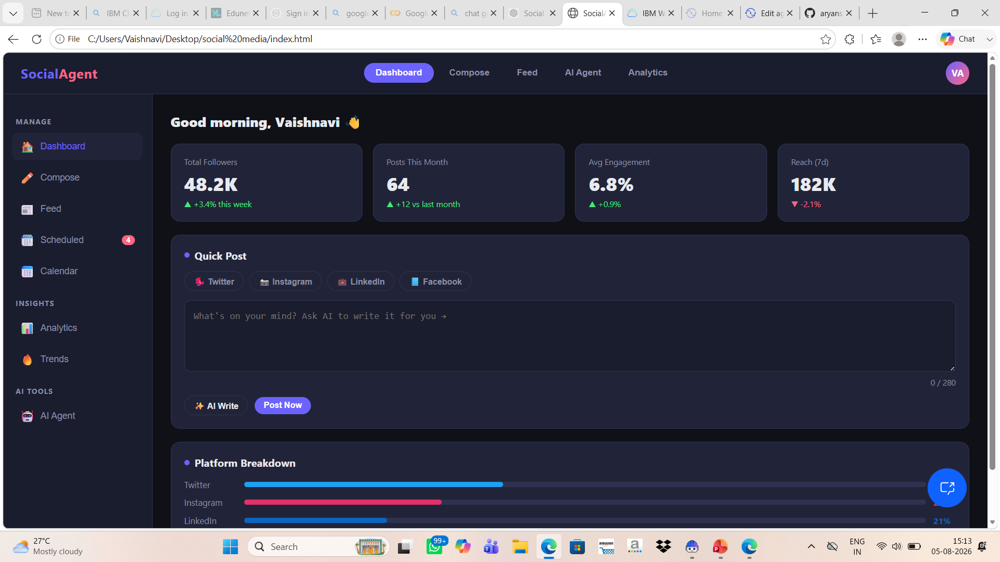 New ta
IBM Cl
Log in
Edunet
Sign in
google
Googl
chat g
Social
Social/
IBM W
Home
Edit ag
aryans
File C:/Users/Vaishnavi/Desktop/social%20media/index.html
Chat
SocialAgent
Dashboard
Compose
Feed
AI Agent
Analytics
VA
MANAGE
Dashboard
Compose
Feed
Scheduled 4
Calendar
INSIGHTS
Analytics
Trends
AI TOOLS
AI Agent
Good morning, Vaishnavi 👋
Total Followers
48.2K
▲ +3.4% this week
Posts This Month
64
▲ +12 vs last month
Avg Engagement
6.8%
▲ +0.9%
Reach (7d)
182K
▼ -2.1%
Quick Post
Twitter
Instagram
LinkedIn
Facebook
What's on your mind? Ask AI to write it for you →
0 / 280
✨ AI Write
Post Now
Platform Breakdown
Twitter
Instagram
LinkedIn 21%
27°C
Mostly cloudy
Search
99+
amazon
a
ENG
IN
15:13
05-08-2026